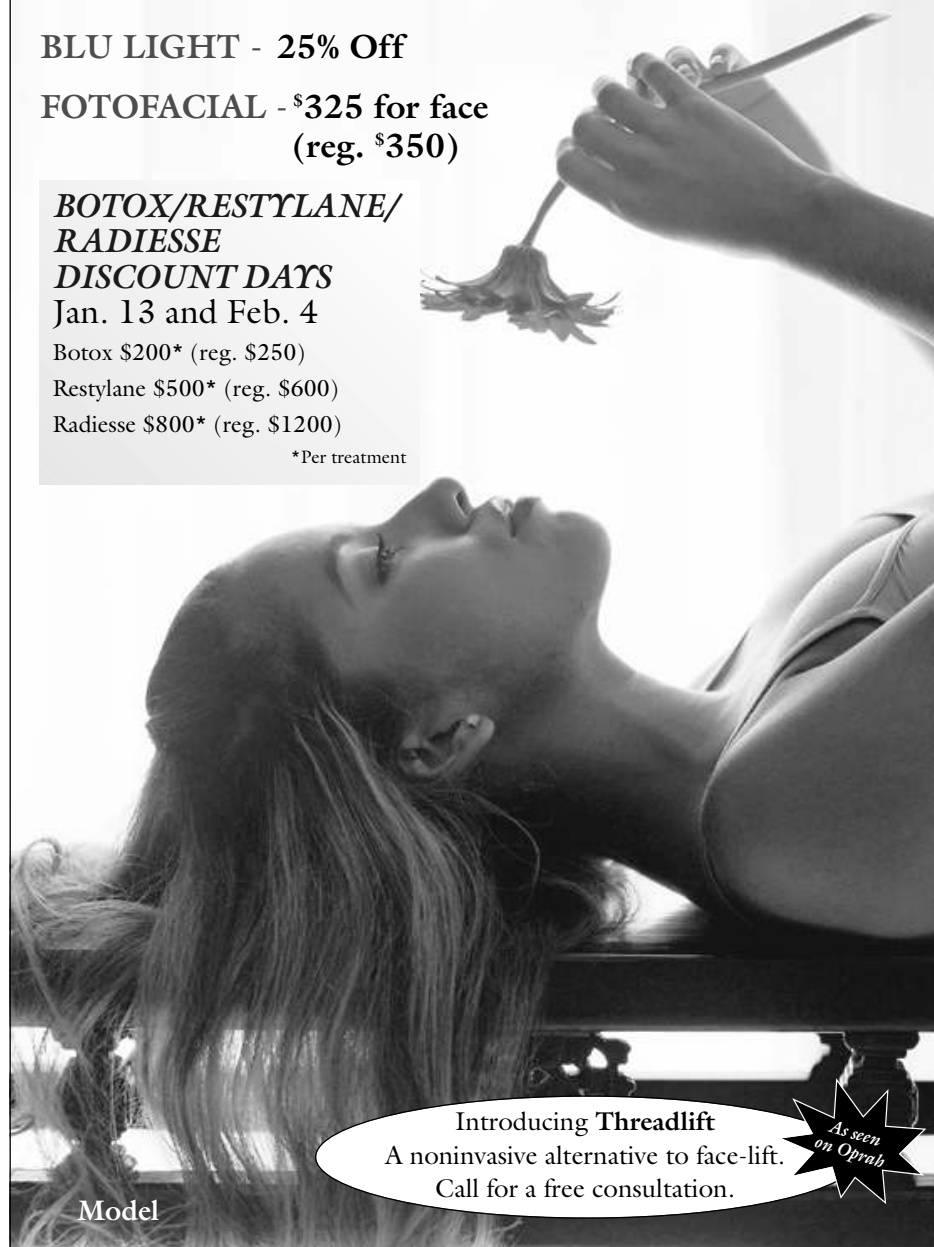 BLU LIGHT - 25% Off
FOTOFACIAL - $325 for face
(reg. $350)
BOTOX/RESTYLANE/
RADIESSE
DISCOUNT DAYS
Jan. 13 and Feb. 4
Botox $200* (reg. $250)
Restylane $500* (reg. $600)
Radiesse $800* (reg. $1200)
*Per treatment
Introducing Threadlift
A noninvasive alternative to face-lift.
Call for a free consultation.
As seen
on Oprah
Model